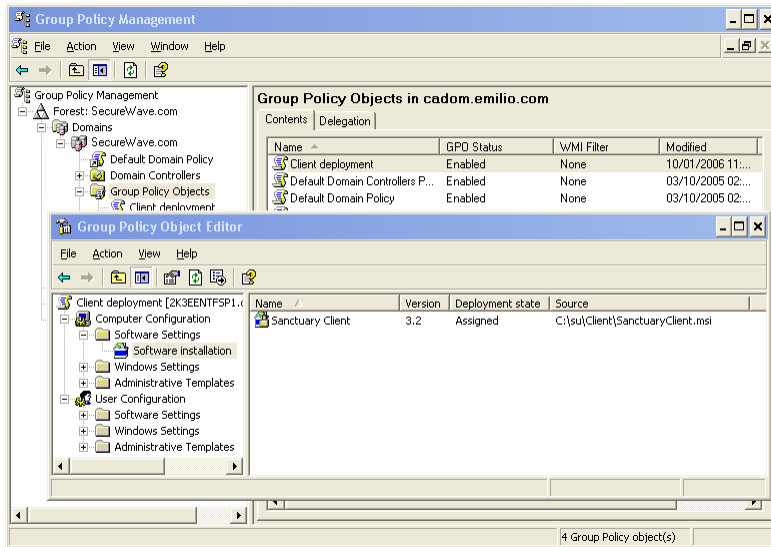 Group Policy Management
File Action View Window Help
Group Policy Management
Forest: SecureWave.com
Domains
SecureWave.com
Default Domain Policy
Domain Controllers
Group Policy Objects
Client deployment
Group Policy Objects in cadom.emilio.com
Contents Delegation
Name GPO Status WMI Filter Modified
Client deployment Enabled None 10/01/2006 11:...
Default Domain Controllers P... Enabled None 03/10/2005 02:...
Default Domain Policy Enabled None 03/10/2005 02:...
Group Policy Object Editor
File Action View Help
Client deployment [2K3EENTFSP1.c
Computer Configuration
Software Settings
Software installation
Windows Settings
Administrative Templates
User Configuration
Software Settings
Windows Settings
Administrative Templates
Name Version Deployment state Source
Sanctuary Client 3.2 Assigned C:\su\Client\SanctuaryClient.msi
4 Group Policy object(s)